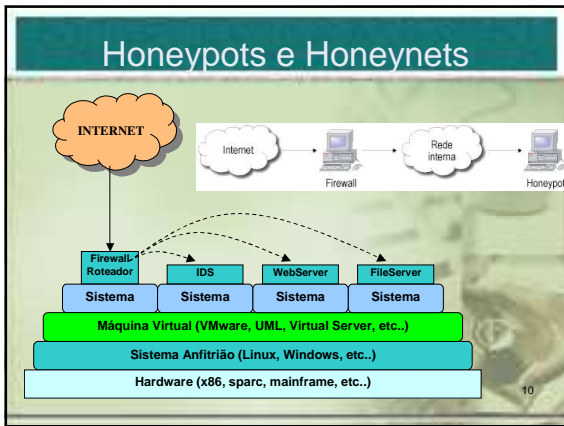 Honeypots e Honeynets
INTERNET
Internet
Firewall
Rede
interna
Honeypot
Firewall
Roteador
IDS
WebServer
FileServer
Sistema
Sistema
Sistema
Sistema
Máquina Virtual (VMware, UML, Virtual Server, etc..)
Sistema Anfitrião (Linux, Windows, etc..)
Hardware (x86, sparc, mainframe, etc..)
10